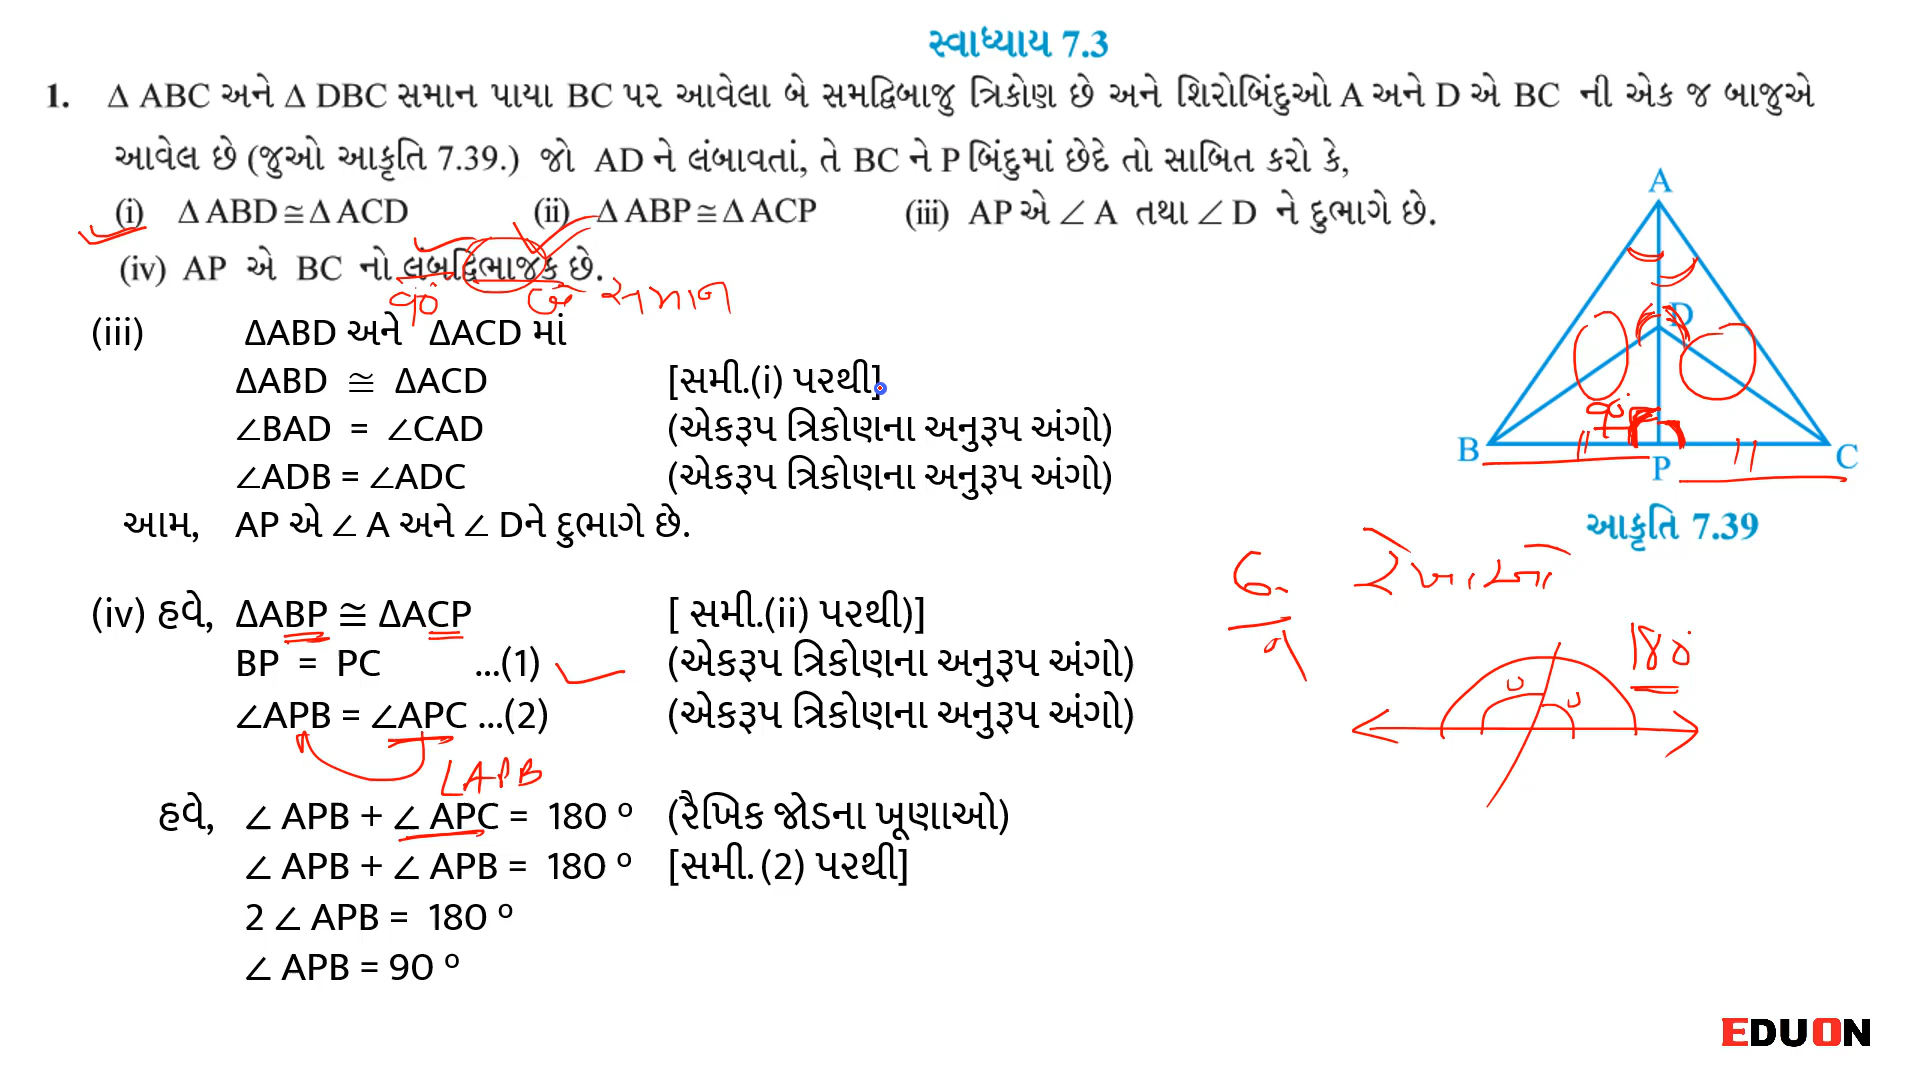 સ્વાધ્યાય 7.3
1. Δ ABC અને Δ DBC સમાન પાયા BC પર આવેલા બે સમદ્વિબાજુ ત્રિકોણ છે અને શિરોબિંદુઓ A અને D એ BC ની એક જ બાજુએ
આવેલ છે (જુઓ આકૃતિ 7.39.) જો AD ને લંબાવતાં, તે BC ને P બિંદુમાં છેદે તો સાબિત કરો કે,
(i) Δ ABD ≅ Δ ACD (ii) Δ ABP ≅ Δ ACP (iii) AP એ ∠ A તથા ∠ D ને દુભાગે છે.
(iv) AP એ BC નો લંબદ્વિભાજક છે.
90° બે સમાન
(iii) ΔABD અને ΔACD માં
ΔABD ≅ ΔACD [સમી.(i) પરથી]
∠BAD = ∠CAD (એકરૂપ ત્રિકોણના અનુરૂપ અંગો)
∠ADB = ∠ADC (એકરૂપ ત્રિકોણના અનુરૂપ અંગો)
આમ, AP એ ∠ A અને ∠ Dને દુભાગે છે.
(iv) હવે, ΔABP ≅ ΔACP [ સમી.(ii) પરથી)]
BP = PC ...(1) (એકરૂપ ત્રિકોણના અનુરૂપ અંગો)
∠APB = ∠APC ...(2) (એકરૂપ ત્રિકોણના અનુરૂપ અંગો)
∠APB
હવે, ∠ APB + ∠ APC = 180 ° (રૈખિક જોડના ખૂણાઓ)
∠ APB + ∠ APB = 180 ° [સમી. (2) પરથી]
2 ∠ APB = 180 °
∠ APB = 90 °
A
D
90°
B
P
C
આકૃતિ 7.39
180°
EDUON